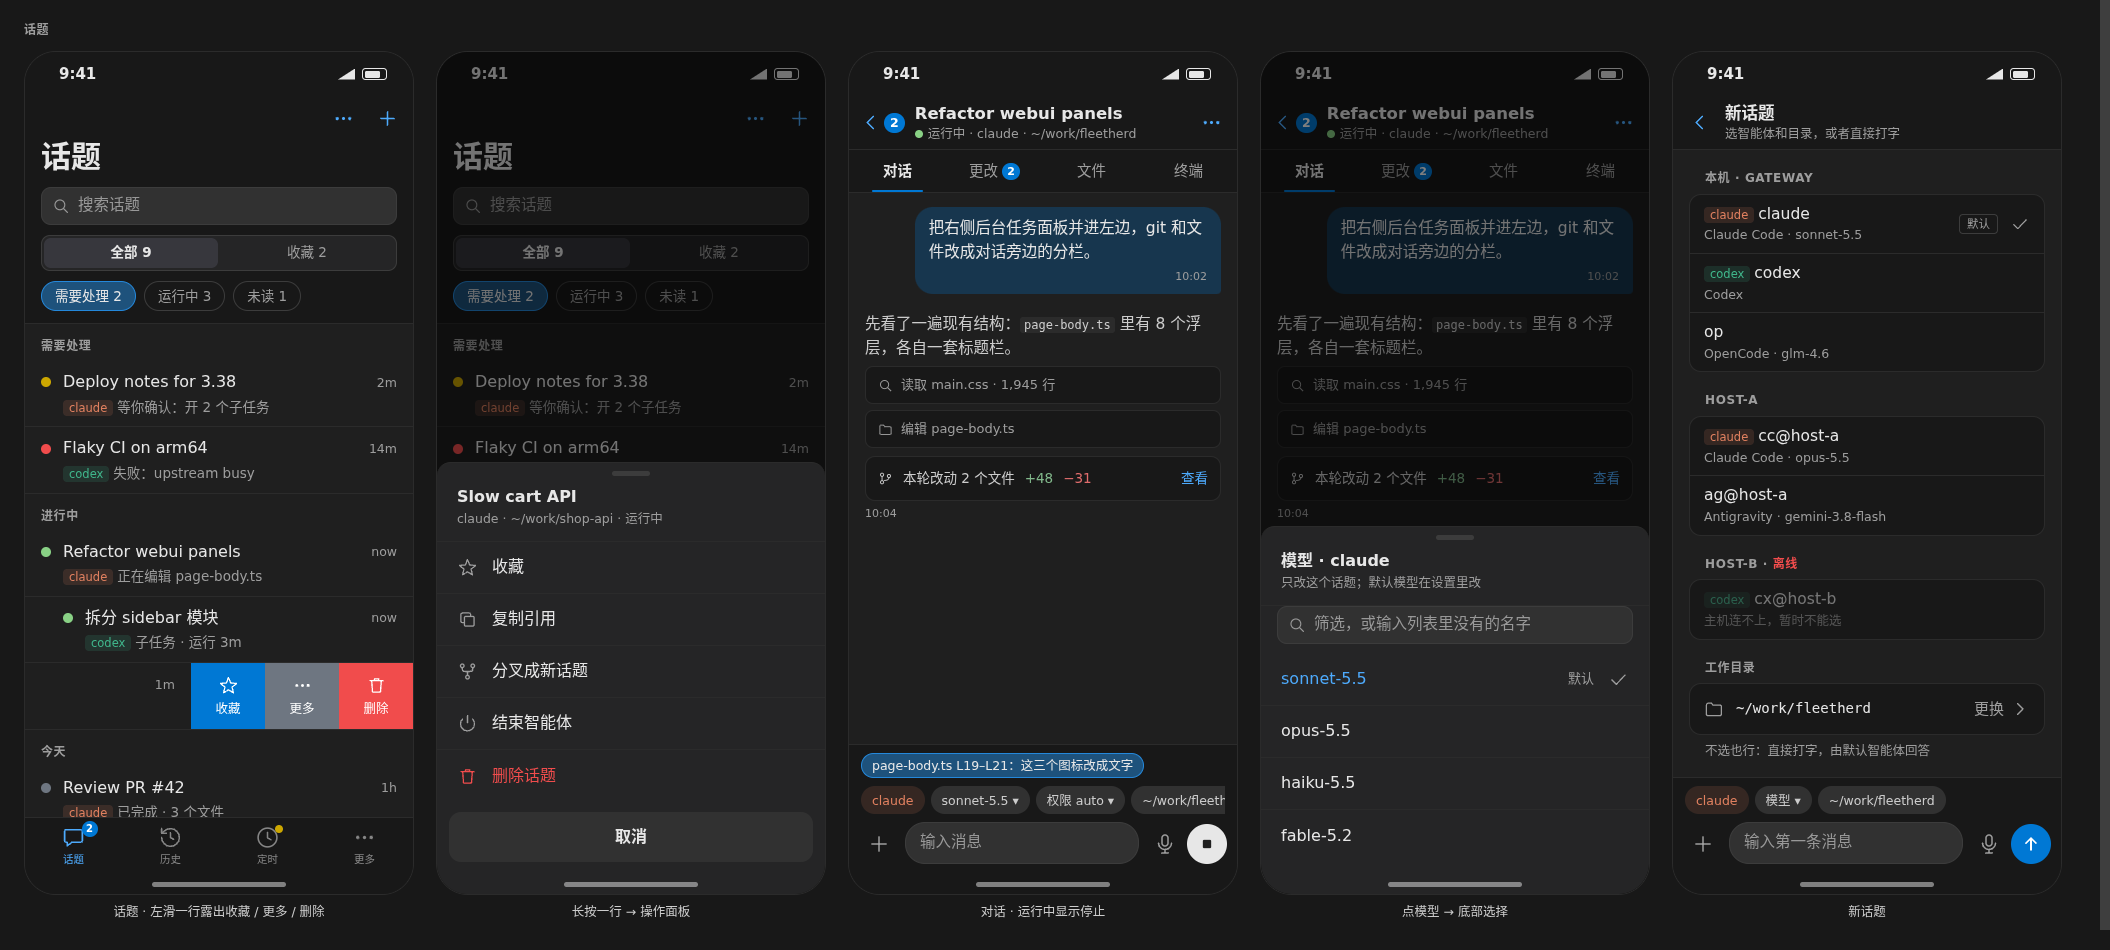 话题
9:41
话题
搜索话题
全部 9
收藏 2
需要处理 2
运行中 3
未读 1
需要处理
Deploy notes for 3.38
2m
claude 等你确认：开 2 个子任务
Flaky CI on arm64
14m
codex 失败：upstream busy
进行中
Refactor webui panels
now
claude 正在编辑 page-body.ts
拆分 sidebar 模块
now
codex 子任务 · 运行 3m
1m
收藏
更多
删除
今天
Review PR #42
1h
claude 已完成 · 3 个文件
2
话题
历史
定时
更多
话题 · 左滑一行露出收藏 / 更多 / 删除
9:41
话题
搜索话题
全部 9
收藏 2
需要处理 2
运行中 3
未读 1
需要处理
Deploy notes for 3.38
2m
claude 等你确认：开 2 个子任务
Flaky CI on arm64
14m
Slow cart API
claude · ~/work/shop-api · 运行中
收藏
复制引用
分叉成新话题
结束智能体
删除话题
取消
长按一行 → 操作面板
9:41
2
Refactor webui panels
运行中 · claude · ~/work/fleetherd
对话
更改 2
文件
终端
把右侧后台任务面板并进左边，git 和文
件改成对话旁边的分栏。
10:02
先看了一遍现有结构：page-body.ts 里有 8 个浮
层，各自一套标题栏。
读取 main.css · 1,945 行
编辑 page-body.ts
本轮改动 2 个文件 +48 −31
查看
10:04
page-body.ts L19–L21：这三个图标改成文字
claude
sonnet-5.5 ▾
权限 auto ▾
~/work/fleeth
输入消息
对话 · 运行中显示停止
9:41
2
Refactor webui panels
运行中 · claude · ~/work/fleetherd
对话
更改 2
文件
终端
把右侧后台任务面板并进左边，git 和文
件改成对话旁边的分栏。
10:02
先看了一遍现有结构：page-body.ts 里有 8 个浮
层，各自一套标题栏。
读取 main.css · 1,945 行
编辑 page-body.ts
本轮改动 2 个文件 +48 −31
查看
10:04
模型 · claude
只改这个话题；默认模型在设置里改
筛选，或输入列表里没有的名字
sonnet-5.5
默认
opus-5.5
haiku-5.5
fable-5.2
点模型 → 底部选择
9:41
新话题
选智能体和目录，或者直接打字
本机 · GATEWAY
claude claude
Claude Code · sonnet-5.5
默认
codex codex
Codex
op
OpenCode · glm-4.6
HOST-A
claude cc@host-a
Claude Code · opus-5.5
ag@host-a
Antigravity · gemini-3.8-flash
HOST-B · 离线
codex cx@host-b
主机连不上，暂时不能选
工作目录
~/work/fleetherd
更换
不选也行：直接打字，由默认智能体回答
claude
模型 ▾
~/work/fleetherd
输入第一条消息
新话题